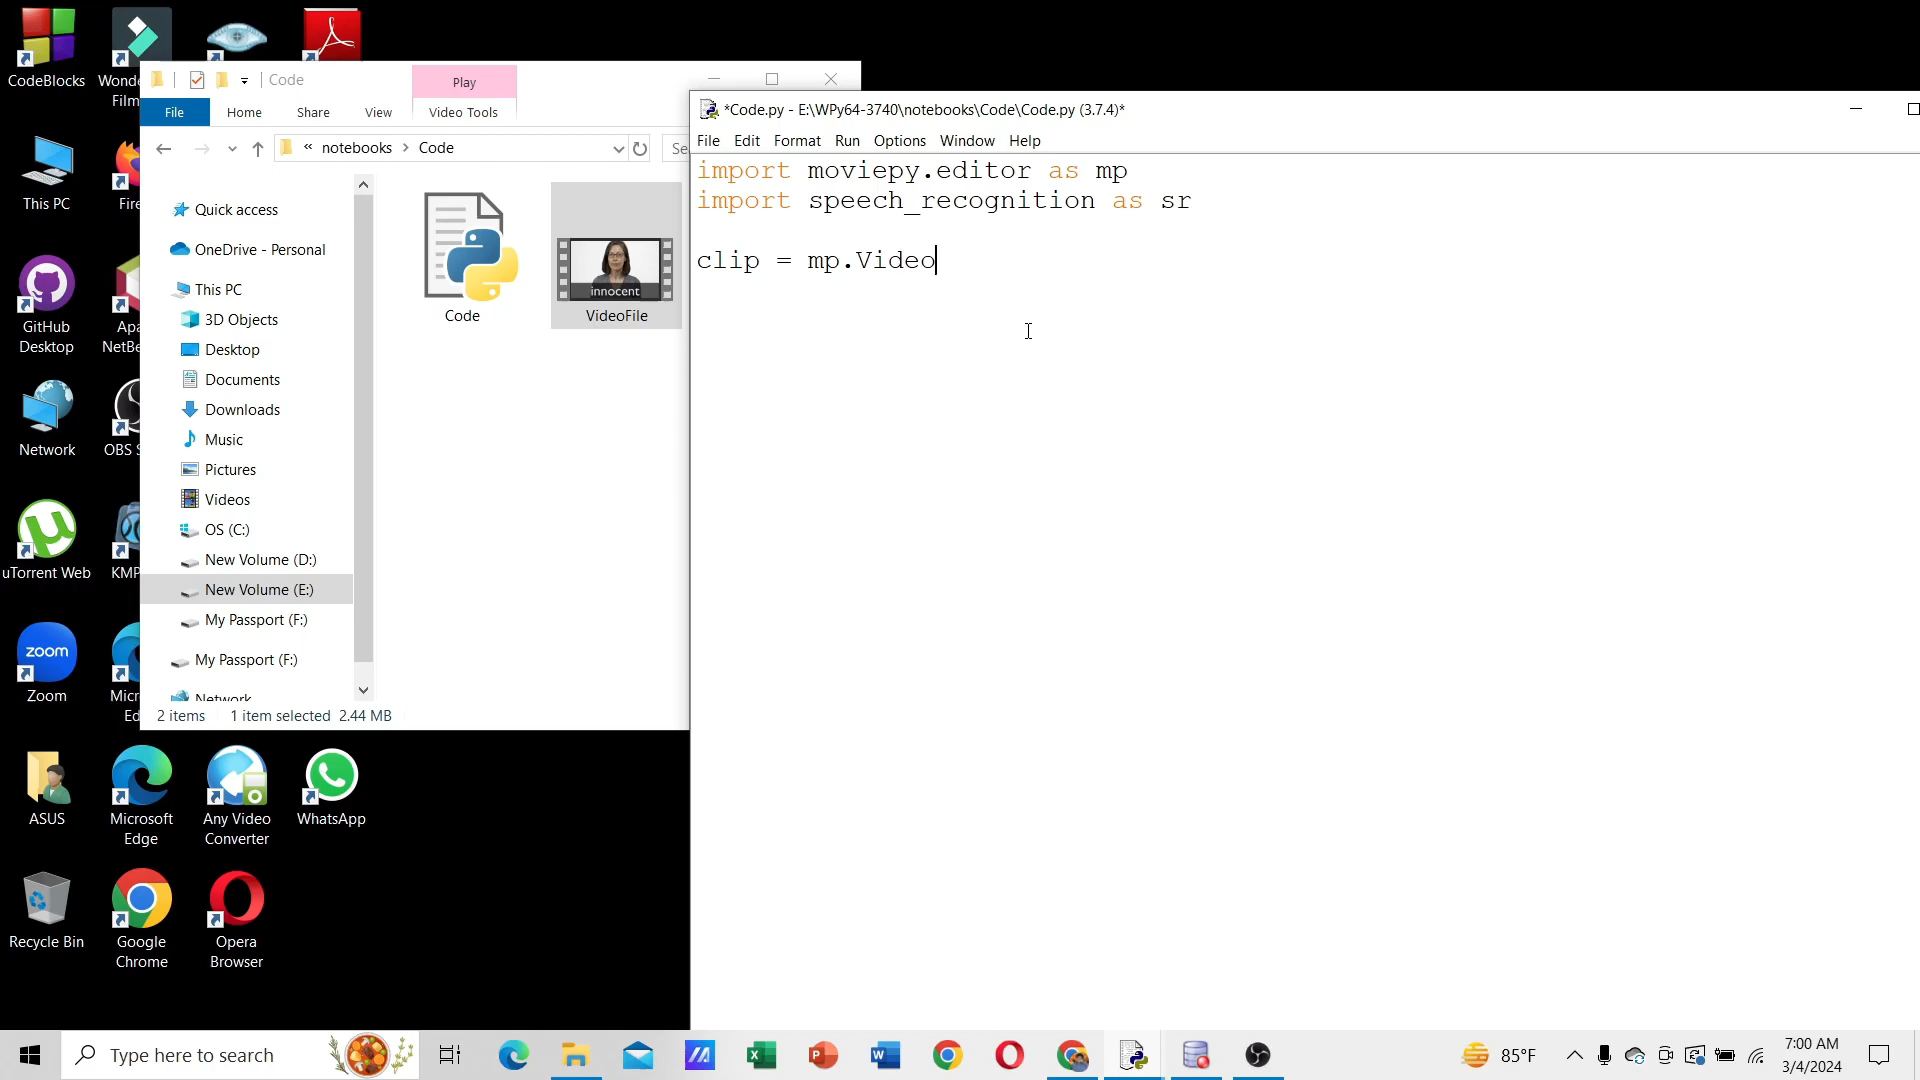 CodeBlocks
Wonde
Film
This PC
Fire
GitHub
Desktop
Apa
NetBe
Network
OBS S
uTorrent Web
KMP
Zoom
zoom
Micr
Ed
ASUS
Microsoft
Edge
Any Video
Converter
WhatsApp
Recycle Bin
Google
Chrome
Opera
Browser
Code
Play
File
Home
Share
View
Video Tools
« notebooks > Code
Se
Quick access
OneDrive - Personal
This PC
3D Objects
Desktop
Documents
Downloads
Music
Pictures
Videos
OS (C:)
New Volume (D:)
New Volume (E:)
My Passport (F:)
My Passport (F:)
Network
Code
innocent
VideoFile
2 items 1 item selected 2.44 MB
*Code.py - E:\WPy64-3740\notebooks\Code\Code.py (3.7.4)*
File Edit Format Run Options Window Help
import moviepy.editor as mp
import speech_recognition as sr
clip = mp.Video
Type here to search
85°F
7:00 AM
3/4/2024